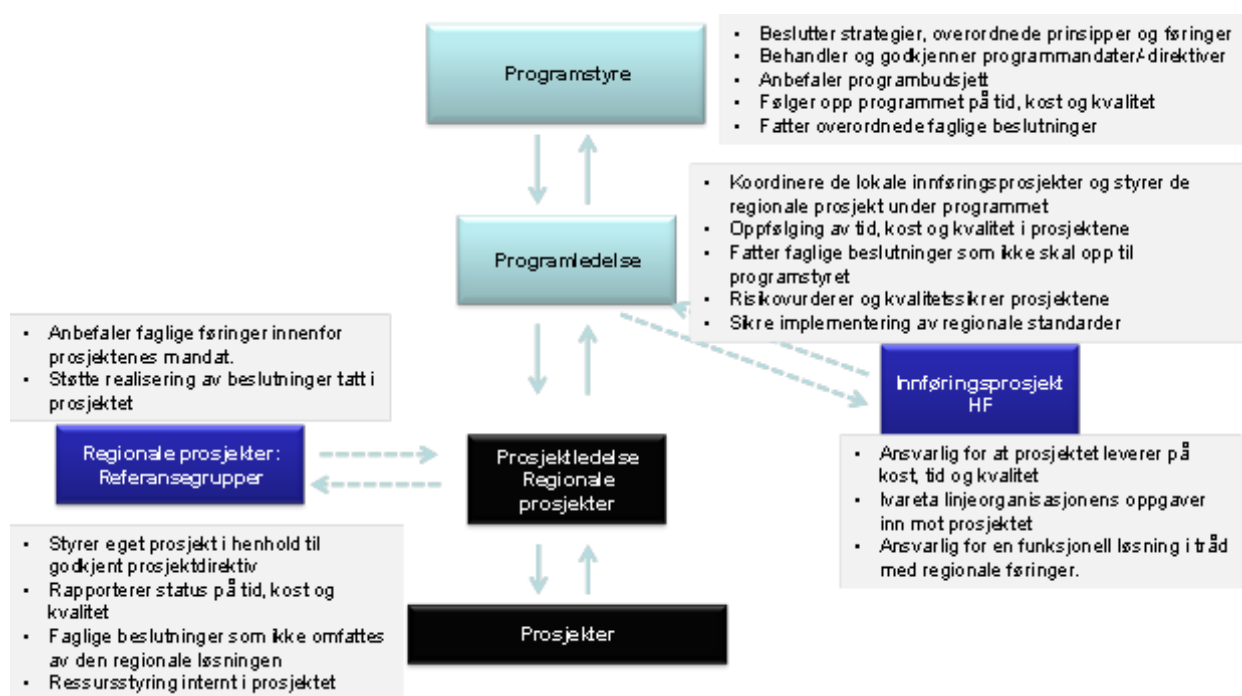 Programstyre
• Beslutter strategier, overordnede prinsipper og føringer
• Behandler og godkjenner programmandater/-direktiver
• Anbefaler programbudsjett
• Følger opp programmet på tid, kost og kvalitet
• Fatter overordnede faglige beslutninger
Programledelse
• Koordinere de lokale innføringsprosjekter og styrer de
regionale prosjekt under programmet
• Oppfølging av tid, kost og kvalitet i prosjektene
• Fatter faglige beslutninger som ikke skal opp til
programstyret
• Risikovurderer og kvalitetssikrer prosjektene
• Sikre implementering av regionale standarder
• Anbefaler faglige føringer innenfor
prosjektenes mandat.
• Støtte realisering av beslutninger tatt i
prosjektet
Innføringsprosjekt
HF
Regionale prosjekter:
Referansegrupper
Prosjektledelse
Regionale
prosjekter
• Ansvarlig for at prosjektet leverer på
kost, tid og kvalitet
• Ivareta linjeorganisasjonens oppgaver
inn mot prosjektet
• Ansvarlig for en funksjonell løsning i tråd
med regionale føringer.
• Styrer eget prosjekt i henhold til
godkjent prosjektdirektiv
• Rapporterer status på tid, kost og
kvalitet
• Faglige beslutninger som ikke omfattes
av den regionale løsningen
• Ressursstyring internt i prosjektet
Prosjekter